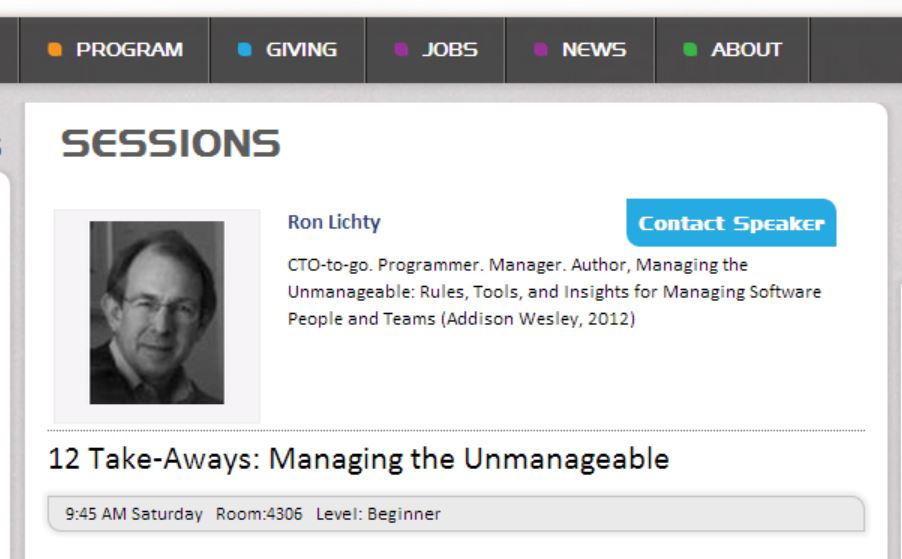 PROGRAM GIVING JOBS NEWS ABOUT
SESSIONS
Ron Lichty
Contact Speaker
CTO-to-go. Programmer. Manager. Author, Managing the
Unmanageable: Rules, Tools, and Insights for Managing Software
People and Teams (Addison Wesley, 2012)
12 Take-Aways: Managing the Unmanageable
9:45 AM Saturday Room:4306 Level: Beginner